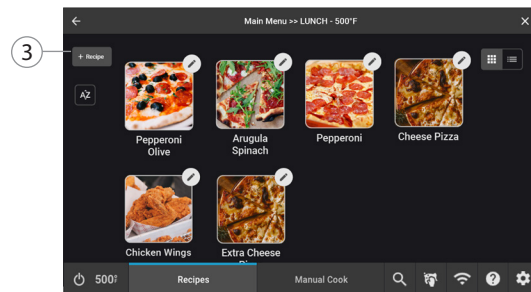 Main Menu >> LUNCH - 500°F
3
+ Recipe
AZ
Pepperoni
Olive
Arugula
Spinach
Pepperoni
Cheese Pizza
Chicken Wings
Extra Cheese
500°F
Recipes
Manual Cook